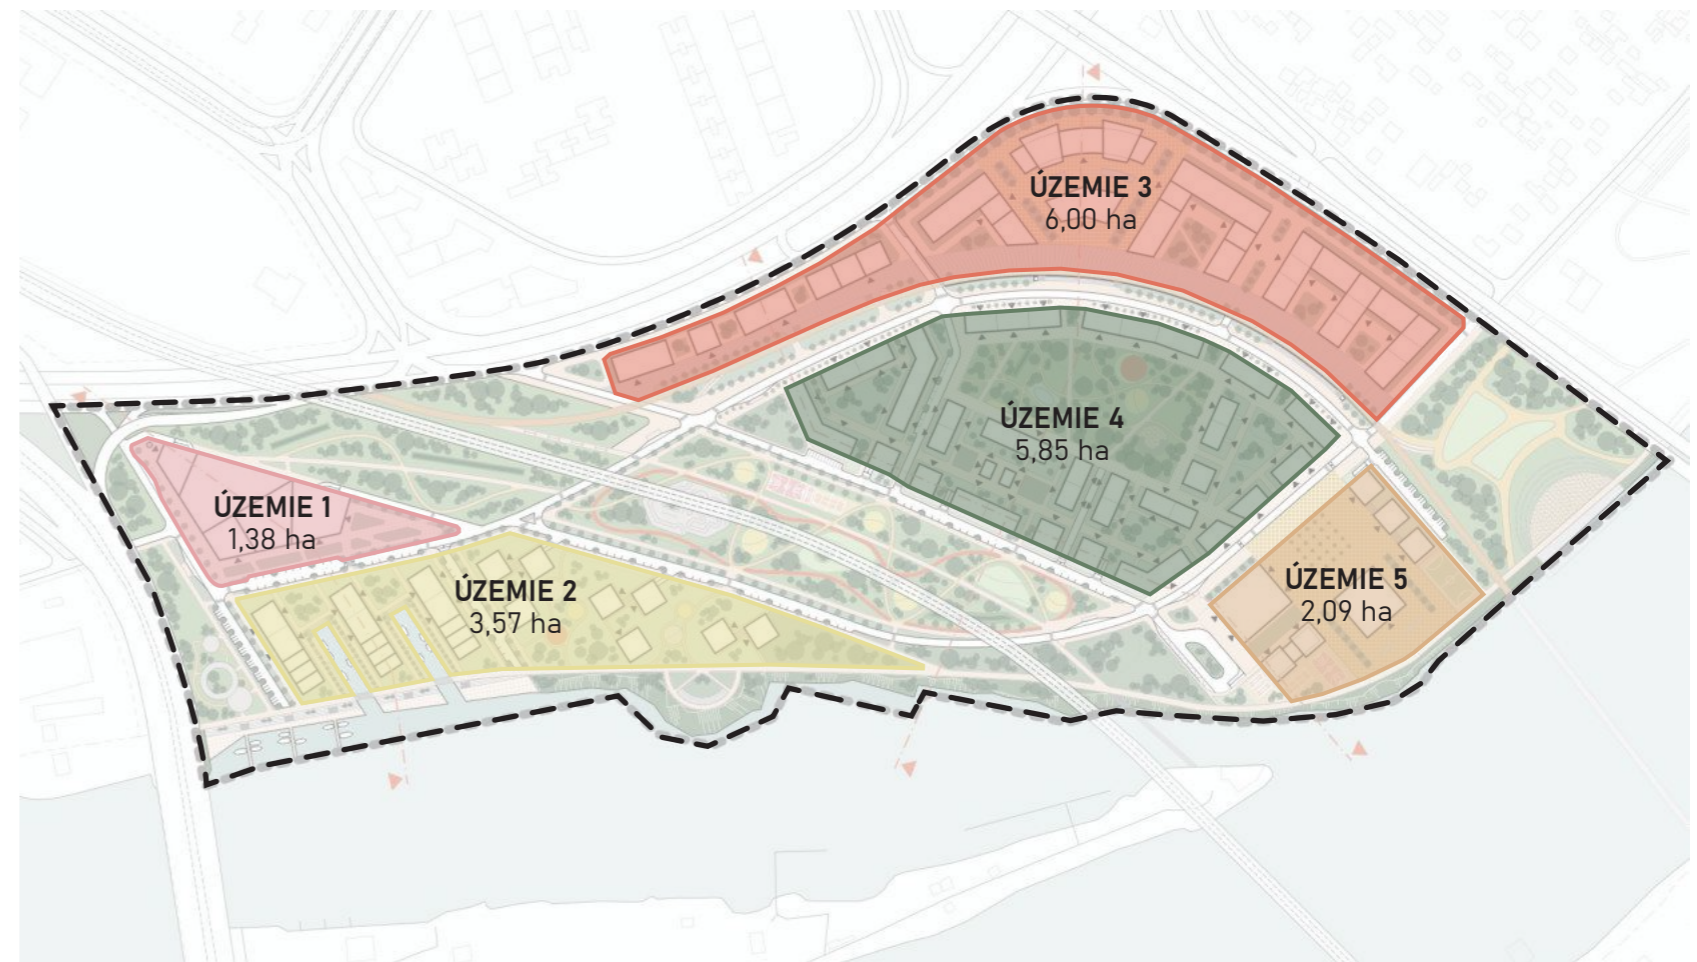 ÚZEMIE 3
6,00 ha
ÚZEMIE 4
5,85 ha
ÚZEMIE 1
1,38 ha
ÚZEMIE 2
3,57 ha
ÚZEMIE 5
2,09 ha